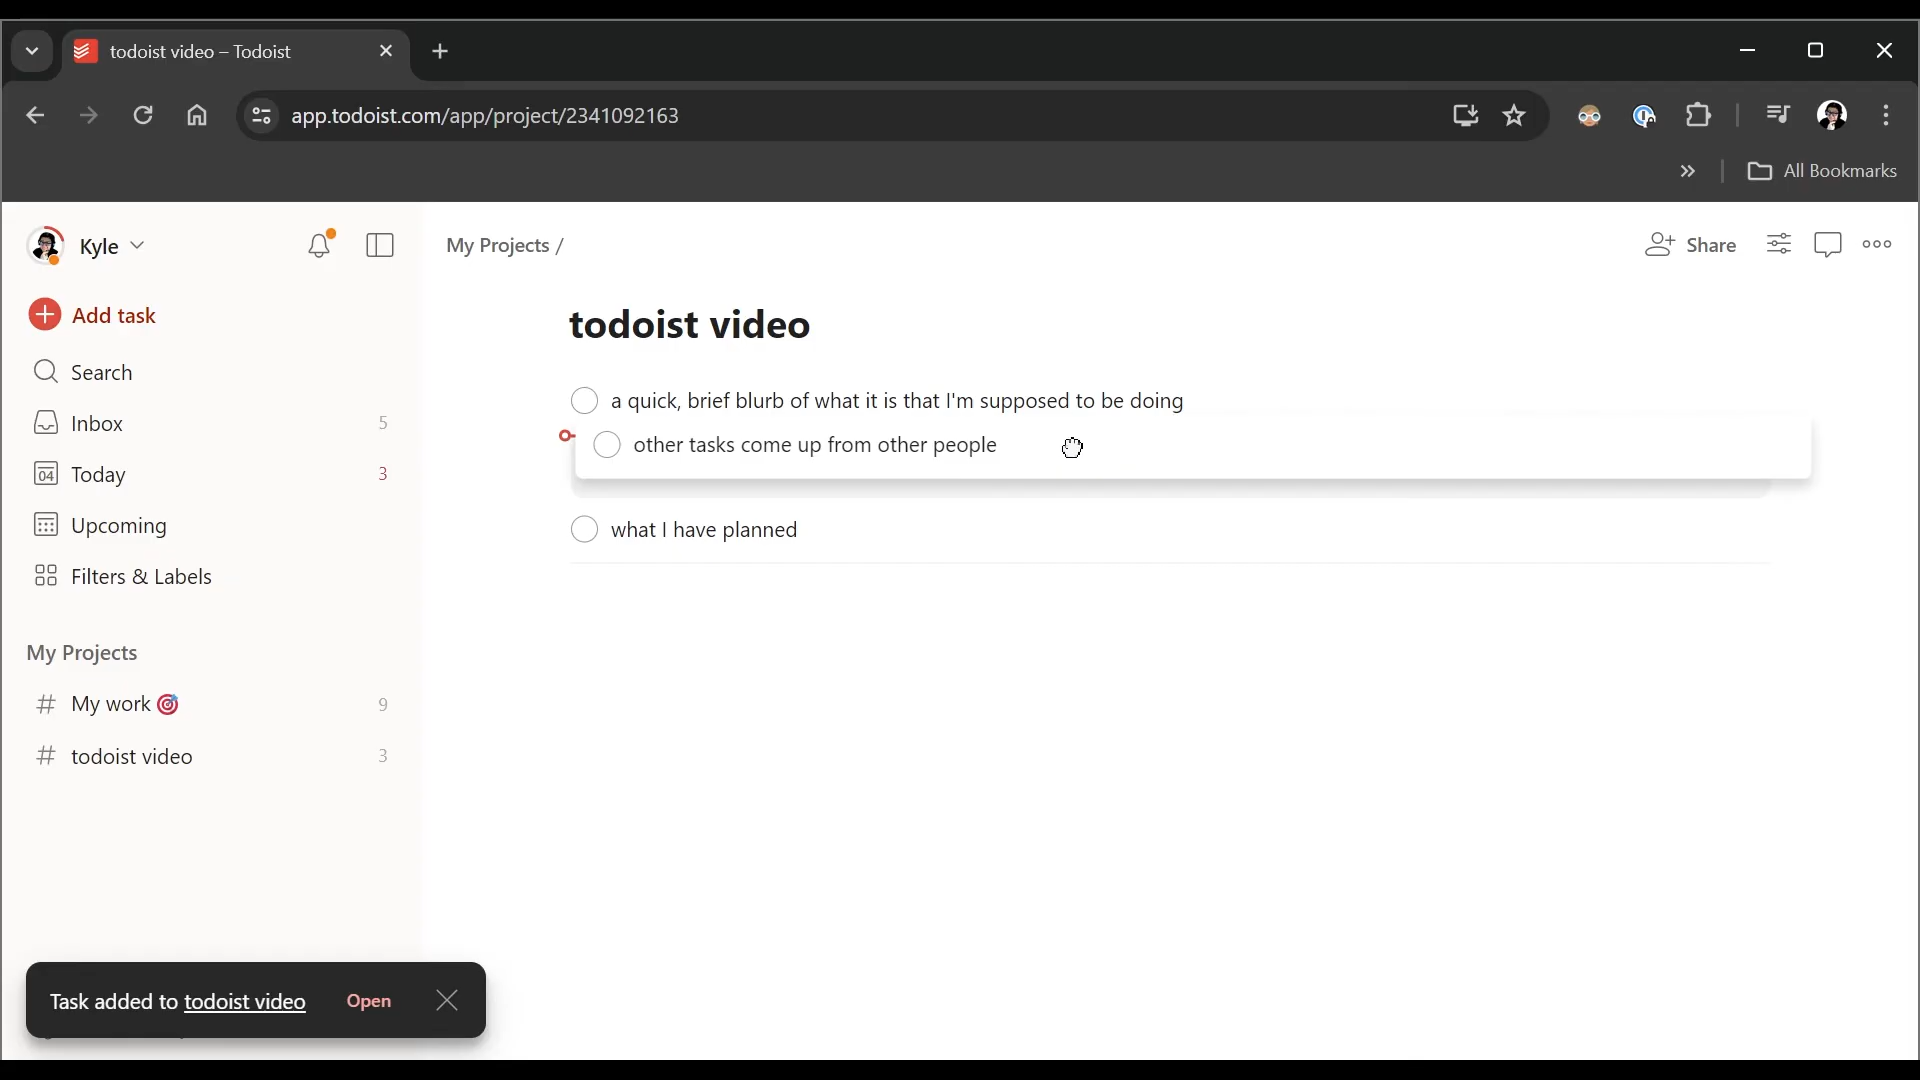 todoist video – Todoist
app.todoist.com/app/project/2341092163
All Bookmarks
Kyle
My Projects /
Share
Add task
todoist video
Search
a quick, brief blurb of what it is that I'm supposed to be doing
Inbox 5
other tasks come up from other people
04 Today 3
Upcoming
what I have planned
Filters & Labels
My Projects
# My work 🎯 9
# todoist video 3
Task added to todoist video Open